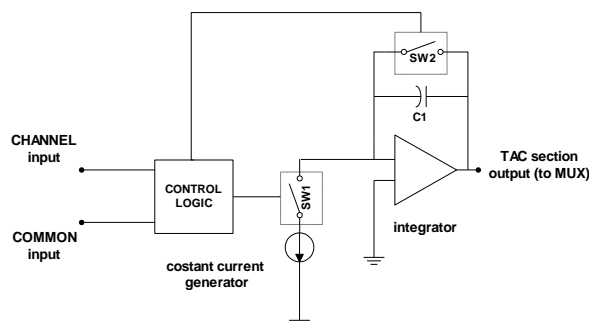 SW2
C1
CHANNEL
input
CONTROL
LOGIC
SW1
TAC section
output (to MUX)
integrator
COMMON
input
costant current
generator